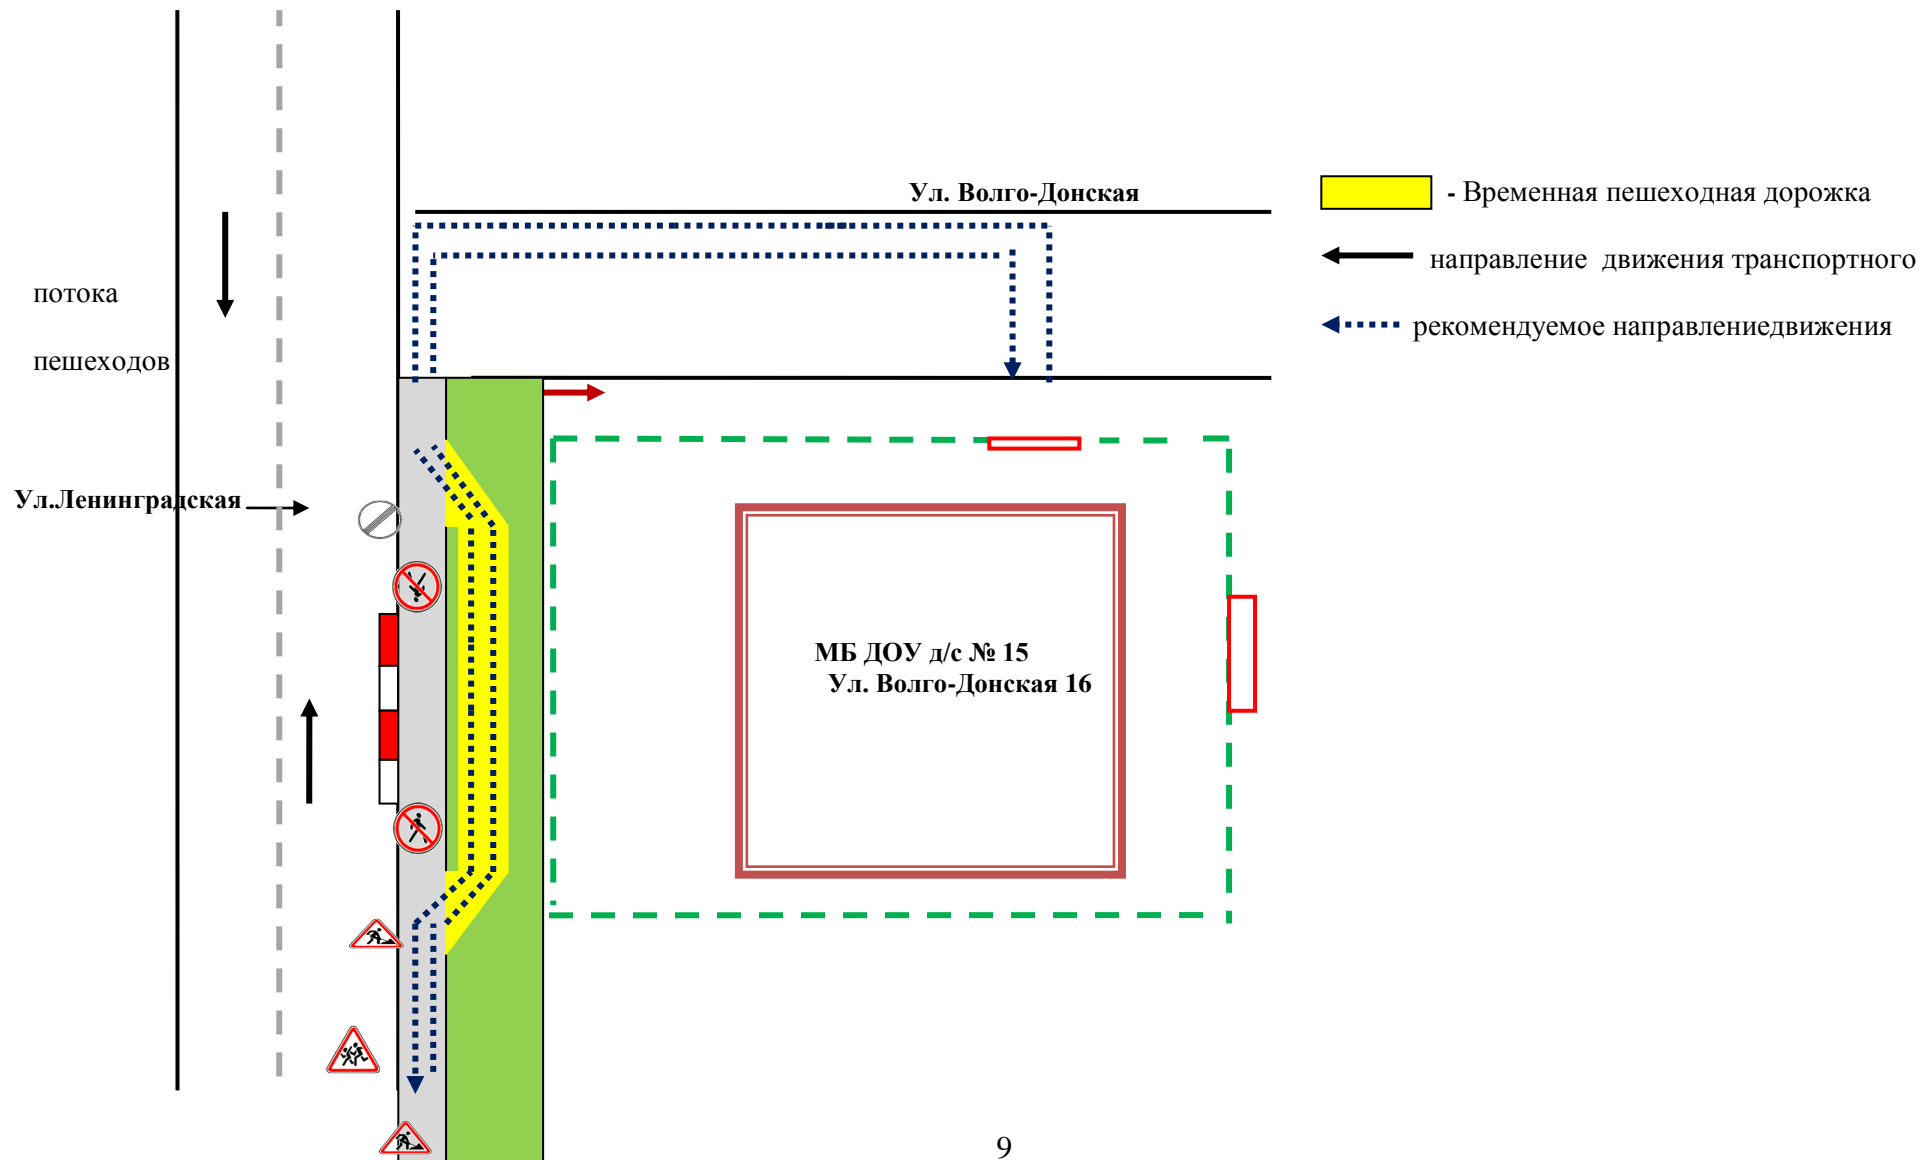 Ул. Волго-Донская
- Временная пешеходная дорожка
направление движения транспортного
потока
рекомендуемое направлениедвижения
пешеходов
Ул.Ленинградская
МБ ДОУ д/с № 15
Ул. Волго-Донская 16
9